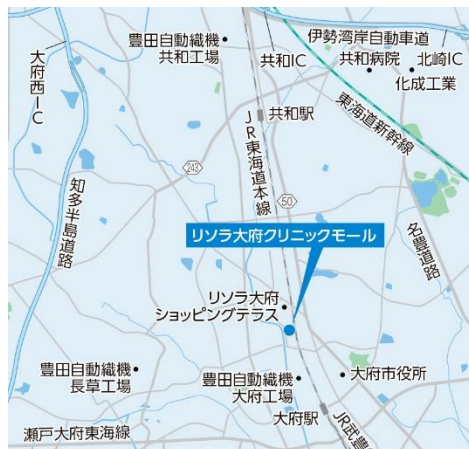 豊田自動織機
共和工場
大府西IC
共和IC
伊勢湾岸自動車道
共和病院
北崎IC
化成工業
共和駅
東海道新幹線
JR東海道本線
243
50
知多半島道路
名豊道路
リソラ大府クリニックモール
リソラ大府
ショッピングテラス
豊田自動織機
長草工場
豊田自動織機
大府工場
大府市役所
大府駅
瀬戸大府東海線
JR武豊